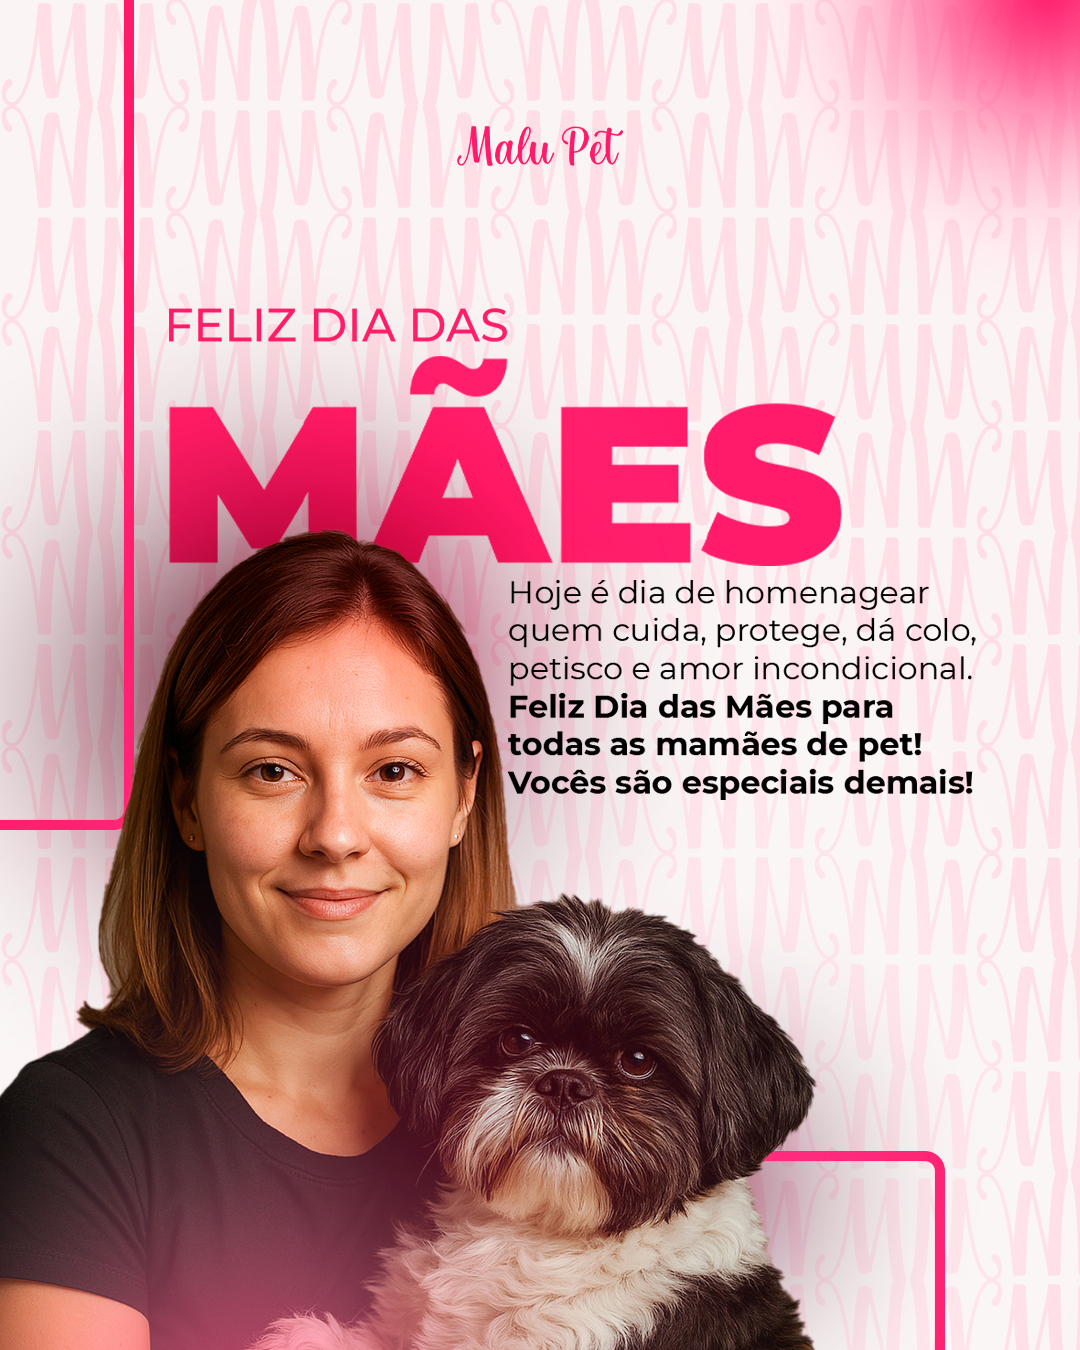 Malu Pet
FELIZ DIA DAS
MÃES
Hoje é dia de homenagear
quem cuida, protege, dá colo,
petisco e amor incondicional.
Feliz Dia das Mães para
todas as mamães de pet!
Vocês são especiais demais!